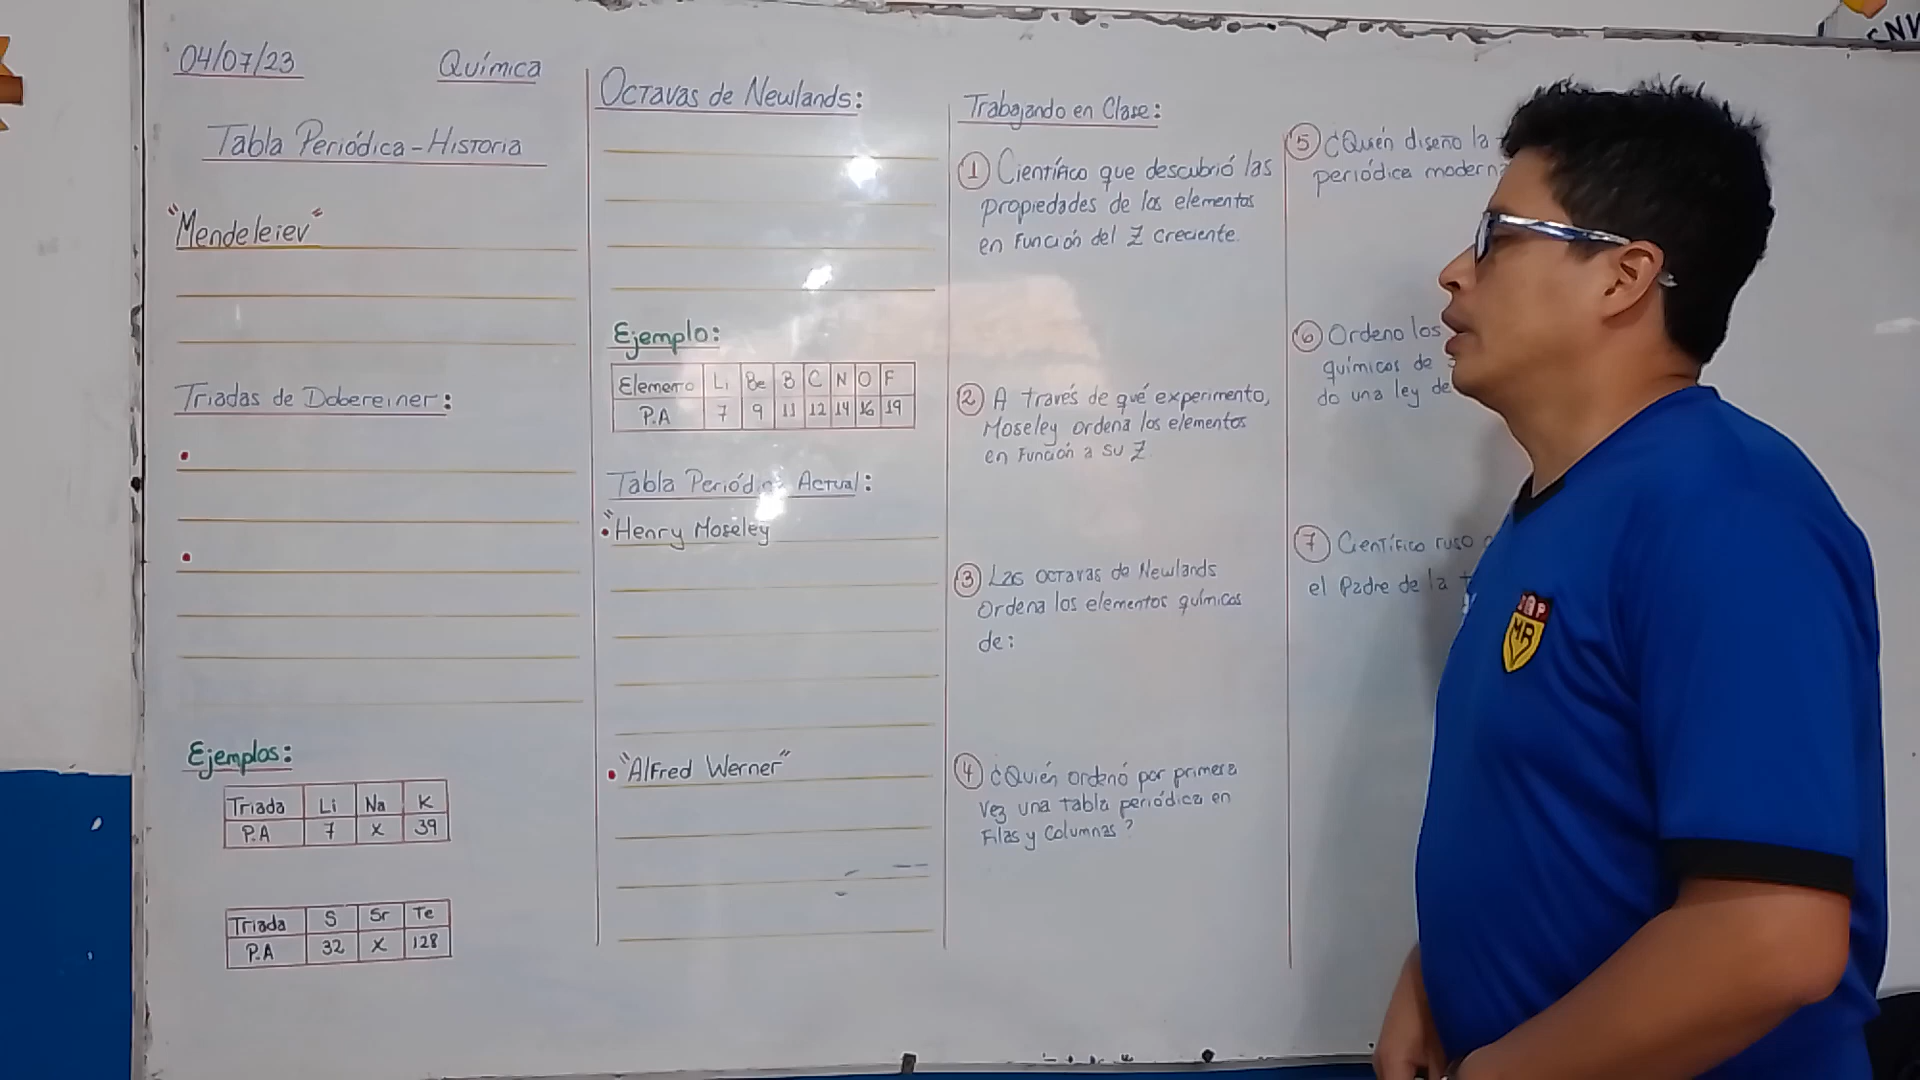 04/07/23 Química
Tabla Periódica - Historia
"Mendeleiev"
Triadas de Dobereiner:
Ejemplos:
Triada Li Na K
P.A 7 X 39
Triada S Sr Te
P.A 32 X 128
Octavas de Newlands:
Ejemplo:
Elemento Li Be B C N O F
P.A 7 9 11 12 14 16 19
Tabla Periódica Actual:
"Henry Moseley
"Alfred Werner"
Trabajando en Clase:
1 Científico que descubrió las
propiedades de los elementos
en función del Z creciente.
2 A través de qué experimento,
Moseley ordena los elementos
en función a su Z.
3 Las octavas de Newlands
Ordena los elementos químicos
de:
4 ¿Quién ordenó por primera
vez una tabla periódica en
Filas y Columnas?
5 ¿Quién diseño la
periódica moderna
6 Ordeno los
químicos de
do una ley de
7 Científico ruso
el Padre de la
MR